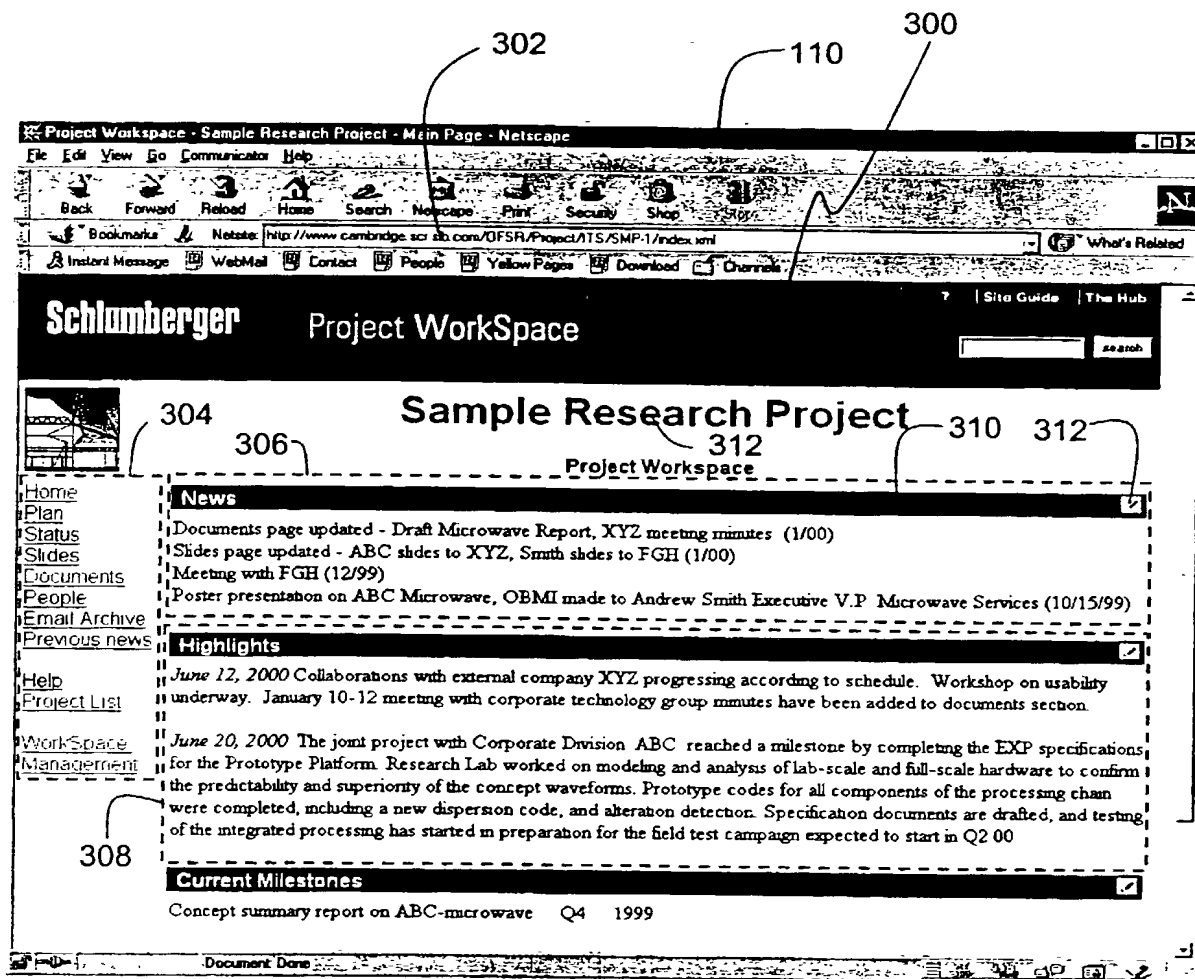 302
300
110
Project Workspace - Sample Research Project - Main Page - Netscape
File Edit View Go Communicator Help
Back Forward Reload Home Search Netscape Print Security Shop Stop
Bookmarks Netsite: http://www.cambridge.scr.slb.com/OFSR/Project/ITS/SMP-1/index.xml What's Related
Instant Message WebMail Contact People Yellow Pages Download Channels
N
? | Site Guide | The Hub
Schlumberger Project WorkSpace
search
304
306
Sample Research Project
312
310
312
Project Workspace
Home
Plan
Status
Slides
Documents
People
Email Archive
Previous news
Help
Project List
WorkSpace
Management
308
News
Documents page updated - Draft Microwave Report, XYZ meeting minutes (1/00)
Slides page updated - ABC slides to XYZ, Smith slides to FGH (1/00)
Meeting with FGH (12/99)
Poster presentation on ABC Microwave, OBMI made to Andrew Smith Executive V.P Microwave Services (10/15/99)
Highlights
June 12, 2000 Collaborations with external company XYZ progressing according to schedule. Workshop on usability
underway. January 10-12 meeting with corporate technology group minutes have been added to documents section.
June 20, 2000 The joint project with Corporate Division ABC reached a milestone by completing the EXP specifications
for the Prototype Platform. Research Lab worked on modeling and analysis of lab-scale and full-scale hardware to confirm
the predictability and superiority of the concept waveforms. Prototype codes for all components of the processing chain
were completed, including a new dispersion code, and alteration detection. Specification documents are drafted, and testing
of the integrated processing has started in preparation for the field test campaign expected to start in Q2 00
Current Milestones
Concept summary report on ABC-microwave Q4 1999
Document Done